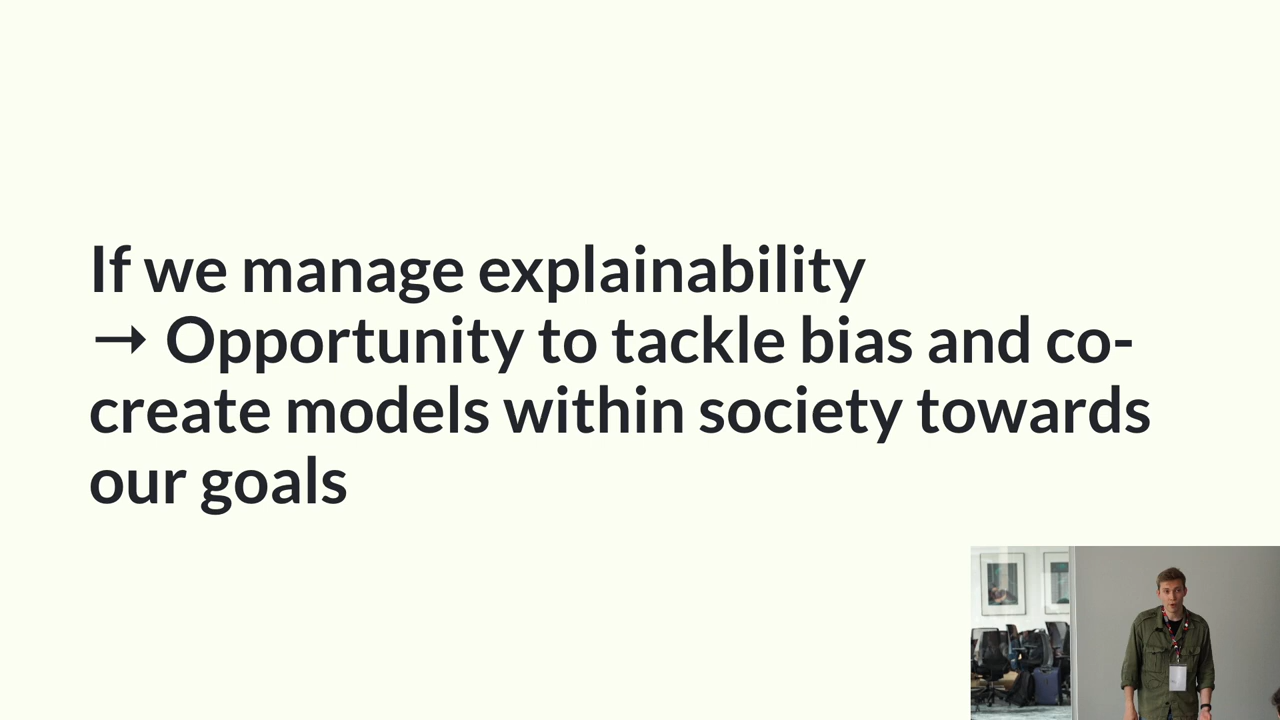 If we manage explainability
→ Opportunity to tackle bias and co-
create models within society towards
our goals